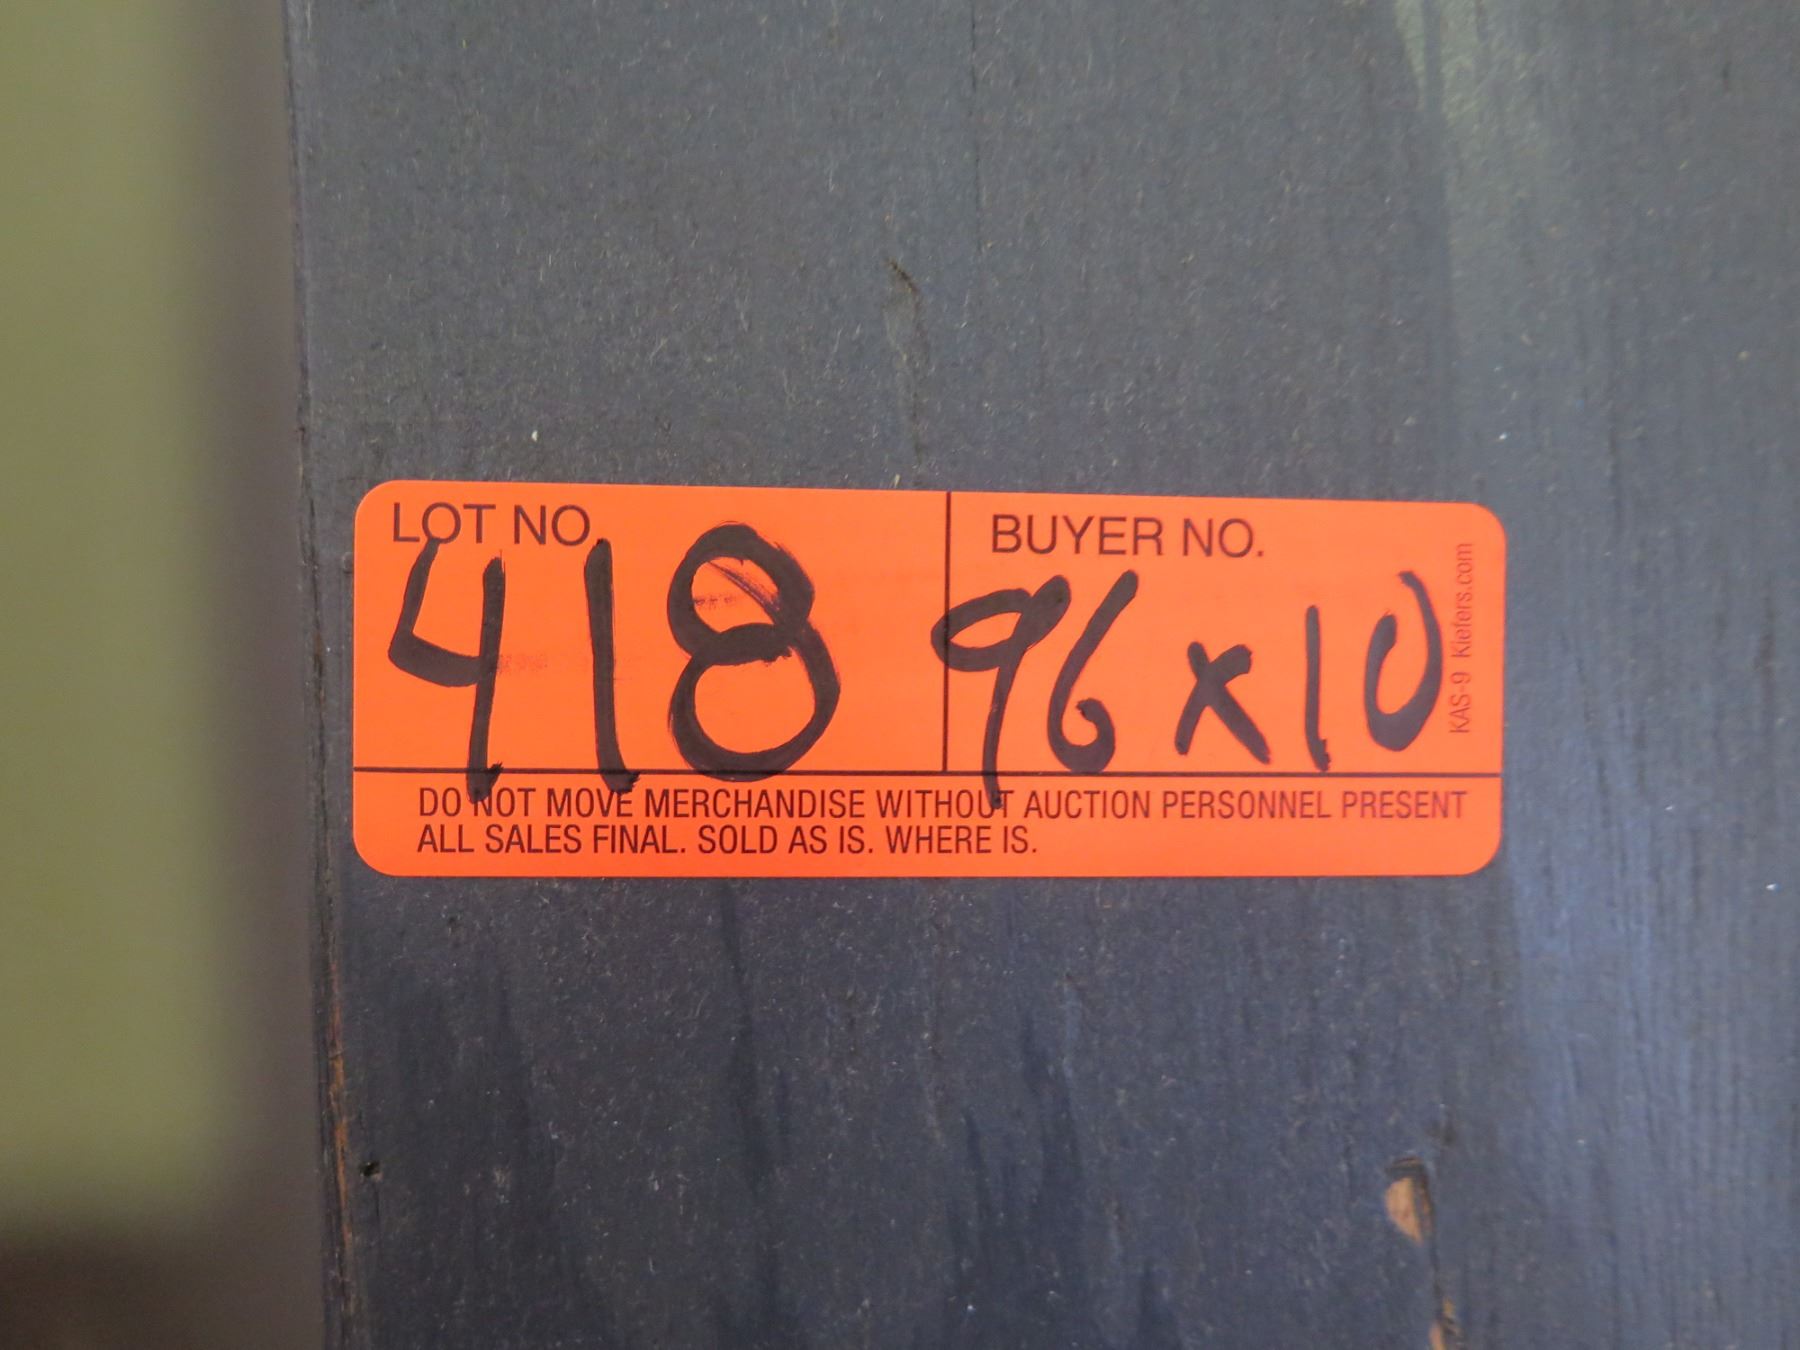 LOT NO.
BUYER NO.
418
96x10
KAS-9 Kiefers.com
DO NOT MOVE MERCHANDISE WITHOUT AUCTION PERSONNEL PRESENT
ALL SALES FINAL. SOLD AS IS. WHERE IS.